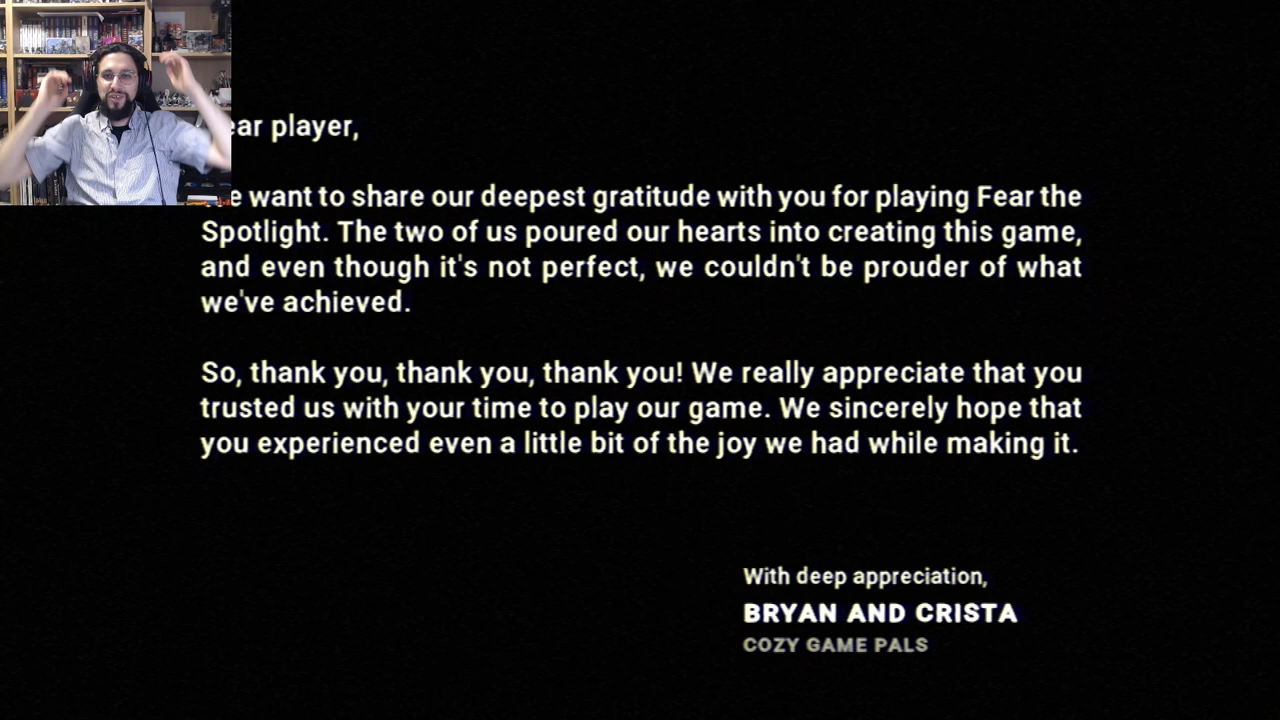 ear player,
e want to share our deepest gratitude with you for playing Fear the
Spotlight. The two of us poured our hearts into creating this game,
and even though it's not perfect, we couldn't be prouder of what
we've achieved.
So, thank you, thank you, thank you! We really appreciate that you
trusted us with your time to play our game. We sincerely hope that
you experienced even a little bit of the joy we had while making it.
With deep appreciation,
BRYAN AND CRISTA
COZY GAME PALS